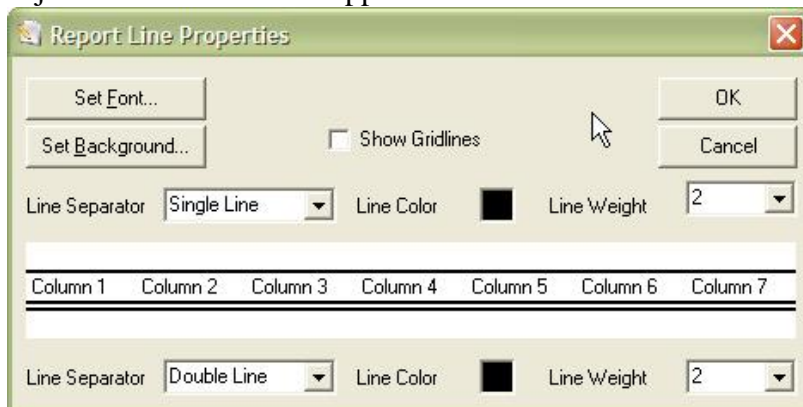 Report Line Properties
Set Font...
OK
Set Background...
Show Gridlines
Cancel
Line Separator Single Line Line Color Line Weight 2
Column 1 Column 2 Column 3 Column 4 Column 5 Column 6 Column 7
Line Separator Double Line Line Color Line Weight 2